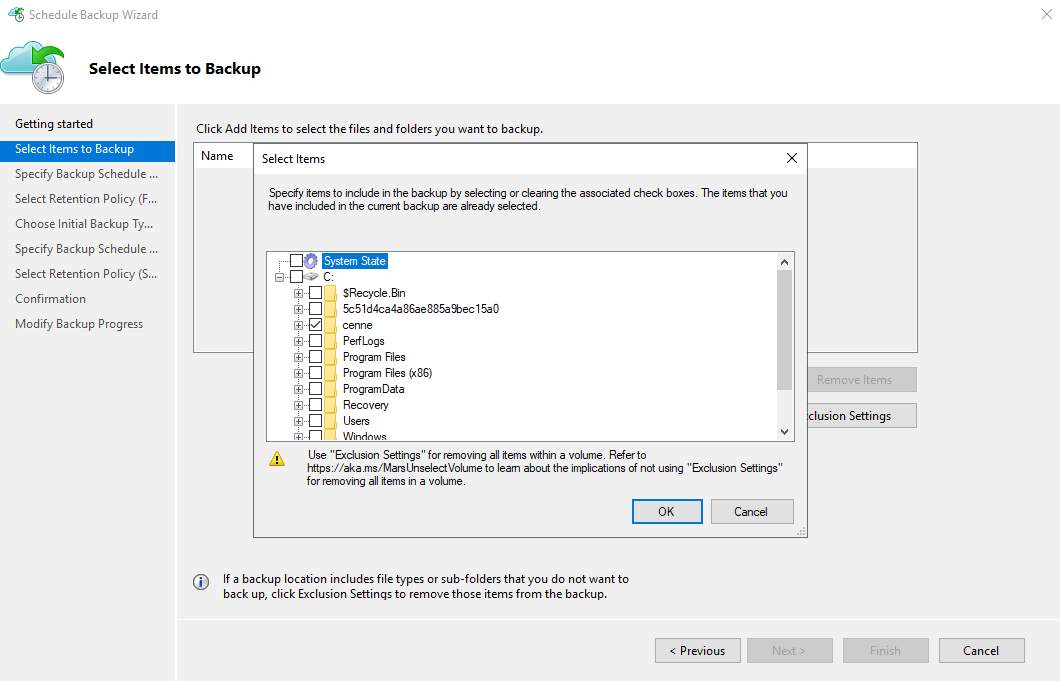 Schedule Backup Wizard
Select Items to Backup
Getting started
Select Items to Backup
Specify Backup Schedule ...
Select Retention Policy (F...
Choose Initial Backup Ty...
Specify Backup Schedule ...
Select Retention Policy (S...
Confirmation
Modify Backup Progress
Click Add Items to select the files and folders you want to backup.
Name
Select Items
Specify items to include in the backup by selecting or clearing the associated check boxes. The items that you
have included in the current backup are already selected.
System State
C:
$Recycle.Bin
5c51d4ca4a86ae885a9bec15a0
cenne
PerfLogs
Program Files
Program Files (x86)
ProgramData
Recovery
Users
Windows
Use "Exclusion Settings" for removing all items within a volume. Refer to
https://aka.ms/MarsUnselectVolume to learn about the implications of not using "Exclusion Settings"
for removing all items in a volume.
OK
Cancel
Remove Items
clusion Settings
If a backup location includes file types or sub-folders that you do not want to
back up, click Exclusion Settings to remove those items from the backup.
< Previous
Next >
Finish
Cancel